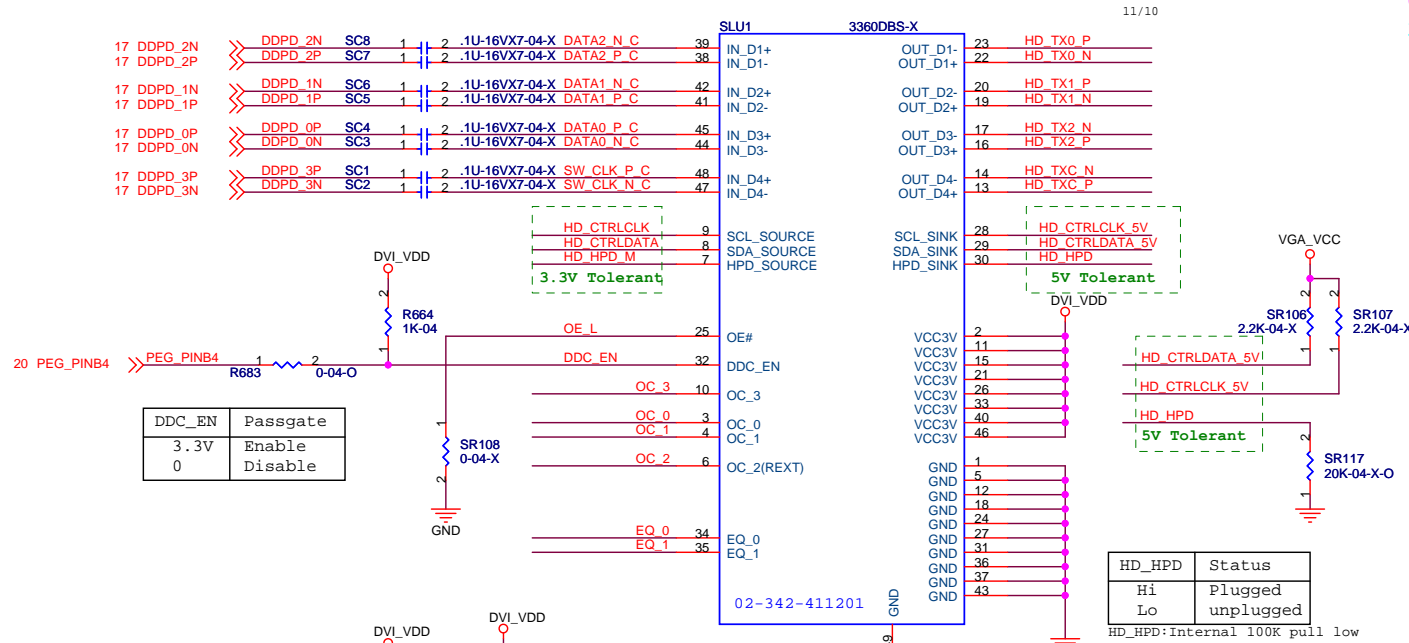 11/10
SLU1 3360DBS-X
17 DDPD_2N DDPD_2N SC8 1 2 .1U-16VX7-04-X DATA2_N_C 39 IN_D1+ OUT_D1- 23 HD_TX0_P
17 DDPD_2P DDPD_2P SC7 1 2 .1U-16VX7-04-X DATA2_P_C 38 IN_D1- OUT_D1+ 22 HD_TX0_N
17 DDPD_1N DDPD_1N SC6 1 2 .1U-16VX7-04-X DATA1_N_C 42 IN_D2+ OUT_D2- 20 HD_TX1_P
17 DDPD_1P DDPD_1P SC5 1 2 .1U-16VX7-04-X DATA1_P_C 41 IN_D2- OUT_D2+ 19 HD_TX1_N
17 DDPD_0P DDPD_0P SC4 1 2 .1U-16VX7-04-X DATA0_P_C 45 IN_D3+ OUT_D3- 17 HD_TX2_N
17 DDPD_0N DDPD_0N SC3 1 2 .1U-16VX7-04-X DATA0_N_C 44 IN_D3- OUT_D3+ 16 HD_TX2_P
17 DDPD_3P DDPD_3P SC1 1 2 .1U-16VX7-04-X SW_CLK_P_C 48 IN_D4+ OUT_D4- 14 HD_TXC_N
17 DDPD_3N DDPD_3N SC2 1 2 .1U-16VX7-04-X SW_CLK_N_C 47 IN_D4- OUT_D4+ 13 HD_TXC_P
HD_CTRLCLK 9 SCL_SOURCE SCL_SINK 28 HD_CTRLCLK_5V
HD_CTRLDATA 8 SDA_SOURCE SDA_SINK 29 HD_CTRLDATA_5V
HD_HPD_M 7 HPD_SOURCE HPD_SINK 30 HD_HPD
3.3V Tolerant 5V Tolerant
DVI_VDD
2
R664
1K-04
1
DVI_VDD
VGA_VCC
2 2
SR106
2.2K-04-X
SR107
2.2K-04-X
1 1
OE_L 25 OE# VCC3V 2
VCC3V 11
20 PEG_PINB4 PEG_PINB4 1 2 DDC_EN 32 DDC_EN VCC3V 15
R683 0-04-O
VCC3V 21
OC_3 10 OC_3 VCC3V 26
VCC3V 33
OC_0 3 OC_0 VCC3V 40
OC_1 4 OC_1 VCC3V 46
HD_CTRLDATA_5V
HD_CTRLCLK_5V
HD_HPD
5V Tolerant
DDC_EN Passgate
3.3V Enable
0 Disable
1
SR108
0-04-X
2
GND
OC_2 6 OC_2(REXT) GND 1
GND 5
GND 12
GND 18
GND 24
EQ_0 34 EQ_0 GND 27
EQ_1 35 EQ_1 GND 31
GND 36
GND 37
GND 43
2
SR117
20K-04-X-O
1
02-342-411201
GND
9
HD_HPD Status
Hi Plugged
Lo unplugged
HD_HPD:Internal 100K pull low
DVI_VDD DVI_VDD